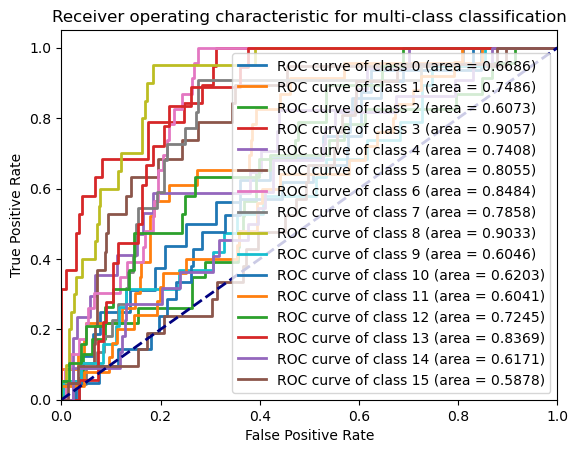 Receiver operating characteristic for multi-class classification
True Positive Rate
1.0
0.8
0.6
0.4
0.2
0.0
ROC curve of class 0 (area = 0.6686)
ROC curve of class 1 (area = 0.7486)
ROC curve of class 2 (area = 0.6073)
ROC curve of class 3 (area = 0.9057)
ROC curve of class 4 (area = 0.7408)
ROC curve of class 5 (area = 0.8055)
ROC curve of class 6 (area = 0.8484)
ROC curve of class 7 (area = 0.7858)
ROC curve of class 8 (area = 0.9033)
ROC curve of class 9 (area = 0.6046)
ROC curve of class 10 (area = 0.6203)
ROC curve of class 11 (area = 0.6041)
ROC curve of class 12 (area = 0.7245)
ROC curve of class 13 (area = 0.8369)
ROC curve of class 14 (area = 0.6171)
ROC curve of class 15 (area = 0.5878)
0.0 0.2 0.4 0.6 0.8 1.0
False Positive Rate